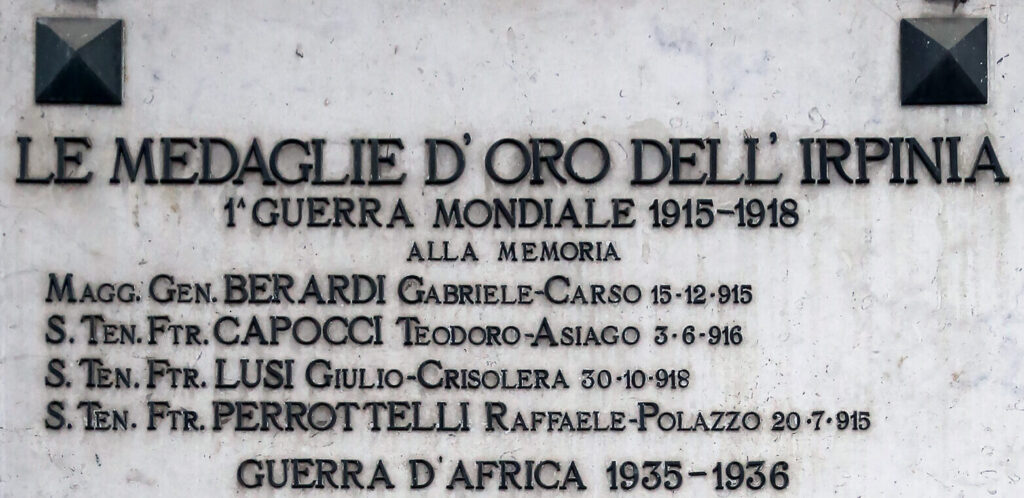 LE MEDAGLIE D'ORO DELL'IRPINIA
1^ GUERRA MONDIALE 1915-1918
ALLA MEMORIA
MAGG. GEN. BERARDI GABRIELE-CARSO 15·12·915
S. TEN. FTR. CAPOCCI TEODORO-ASIAGO 3·6·916
S. TEN. FTR. LUSI GIULIO-CRISOLERA 30·10·918
S. TEN. FTR. PERROTTELLI RAFFAELE-POLAZZO 20·7·915
GUERRA D'AFRICA 1935-1936